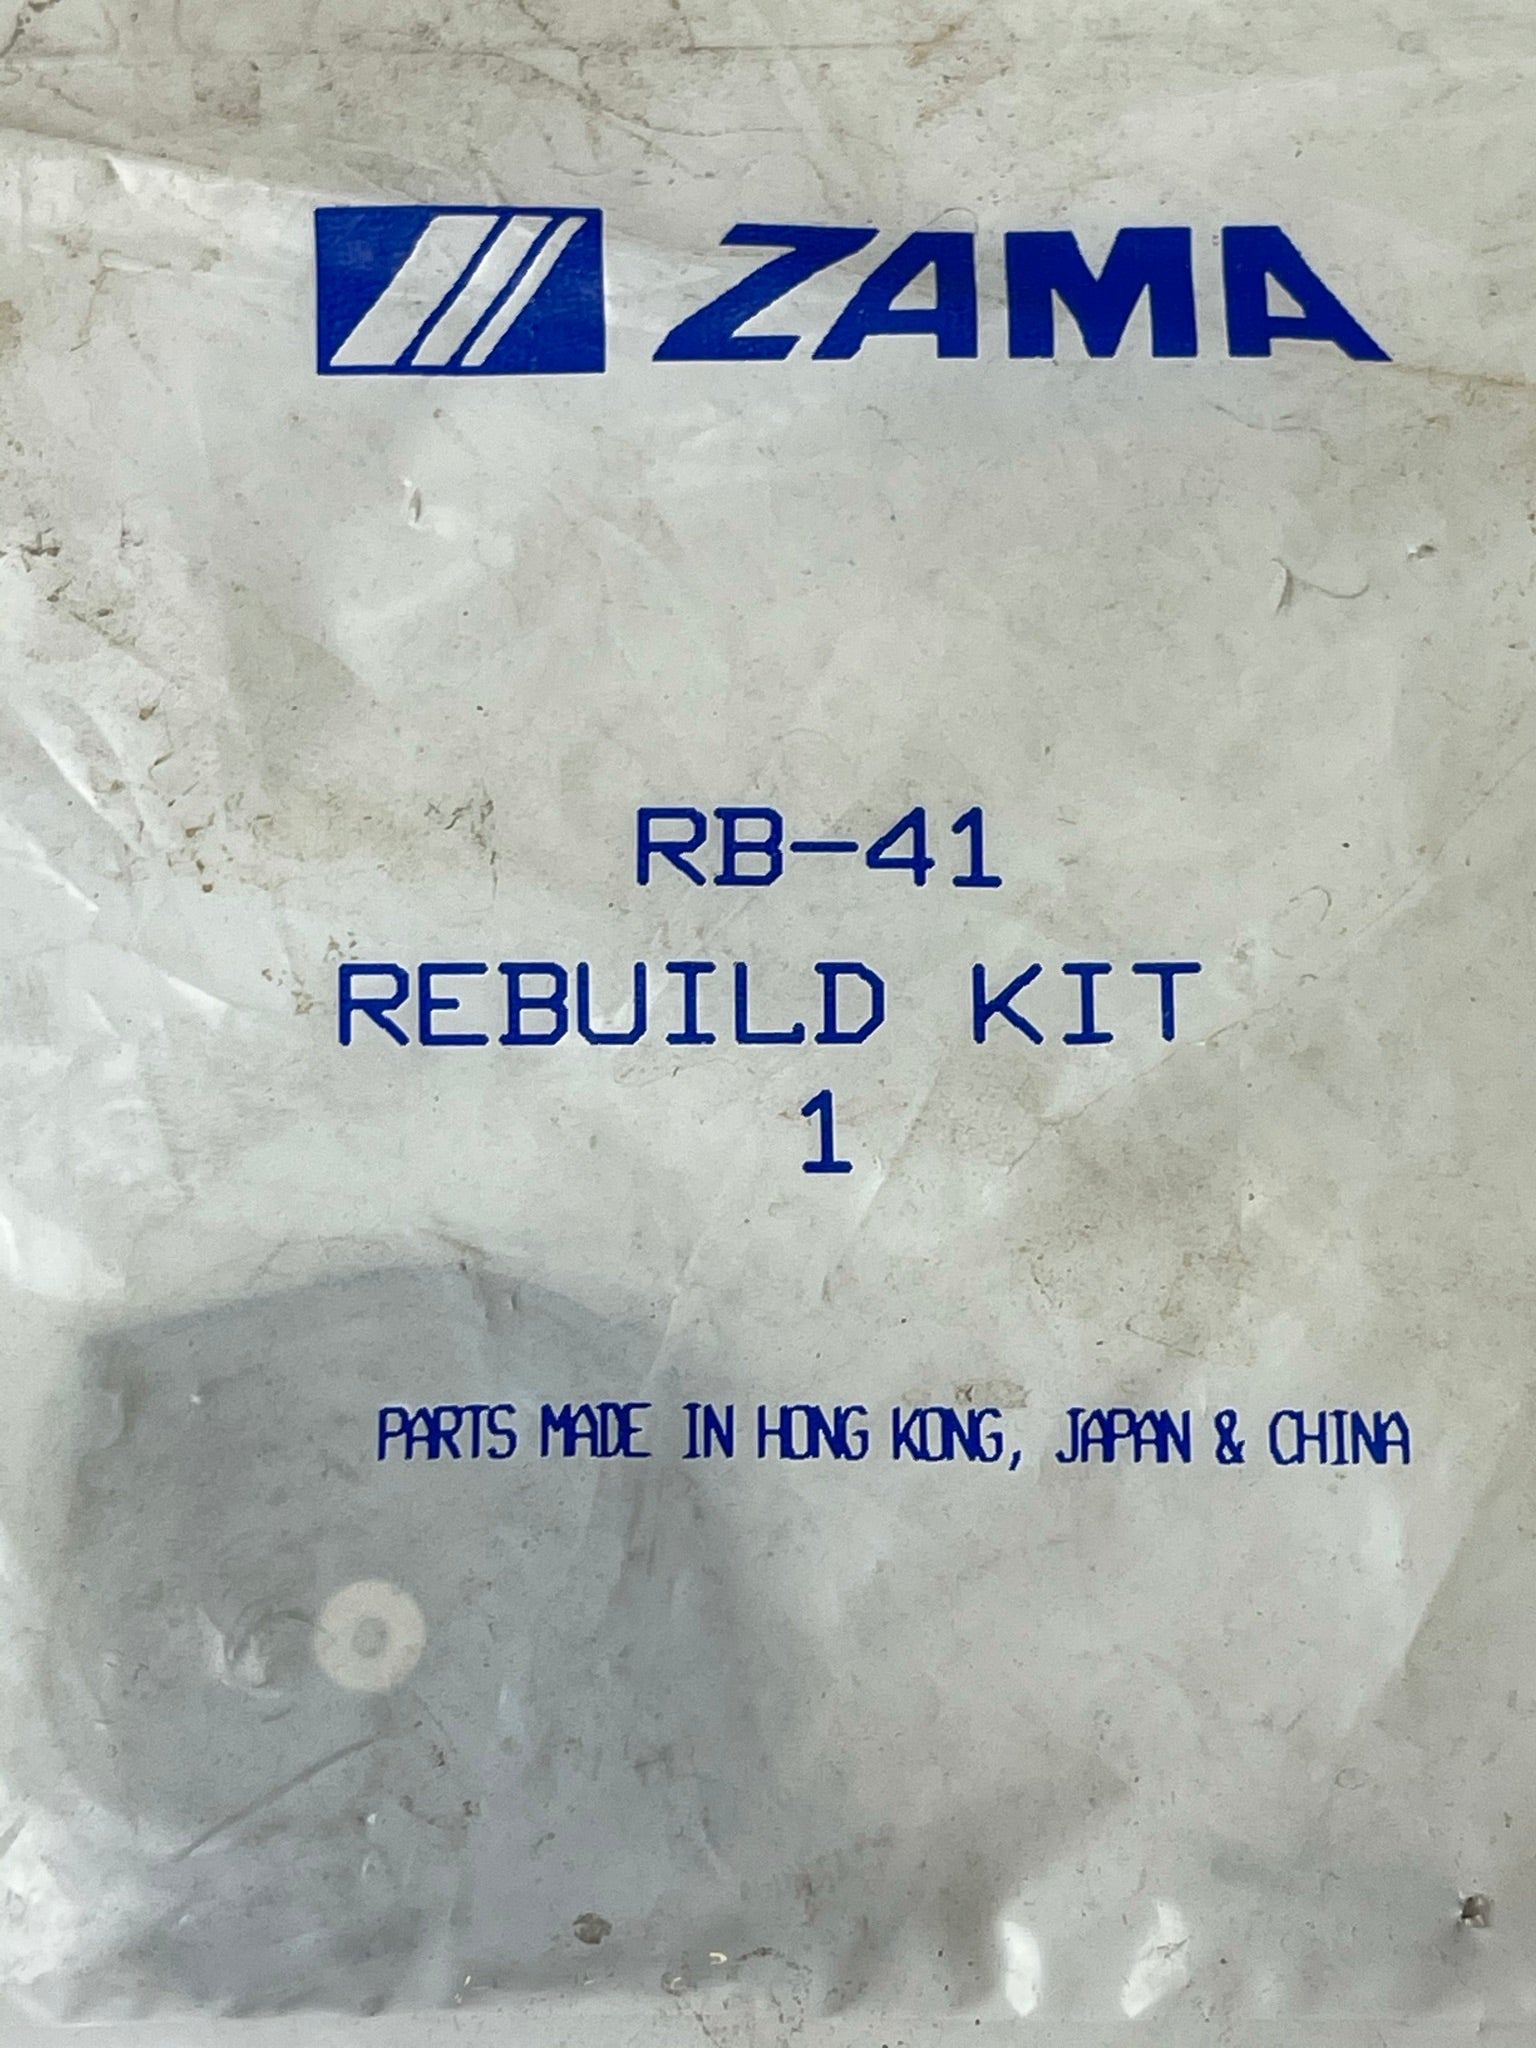 ZAMA
RB-41
REBUILD KIT
1
PARTS MADE IN HONG KONG, JAPAN & CHINA